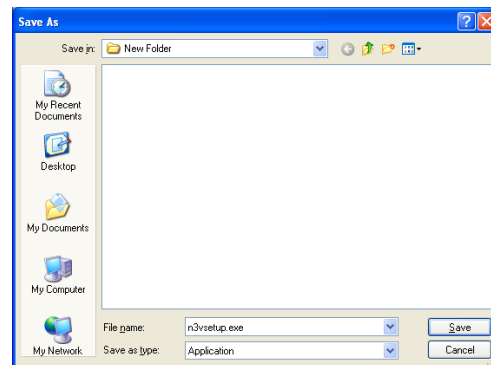 Save As
Save in:
New Folder
My Recent
Documents
Desktop
My Documents
My Computer
My Network
File name:
n3vsetup.exe
Save
Save as type:
Application
Cancel